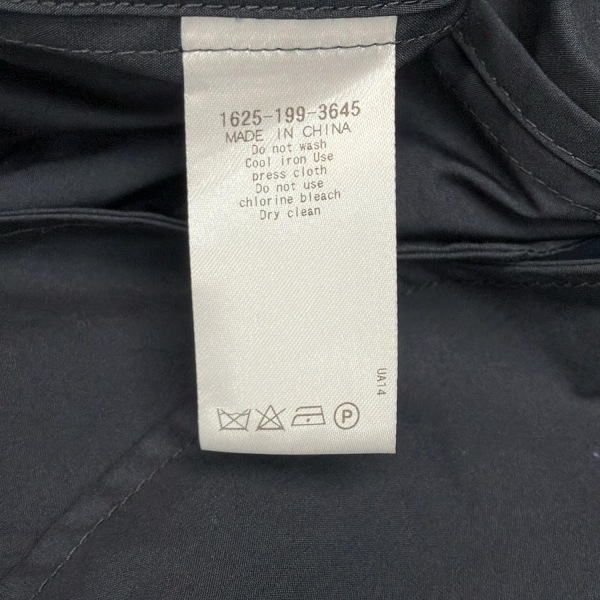 1625-199-3645
MADE IN CHINA
Do not wash
Cool iron Use
press cloth
Do not use
chlorine bleach
Dry clean
UA14
P